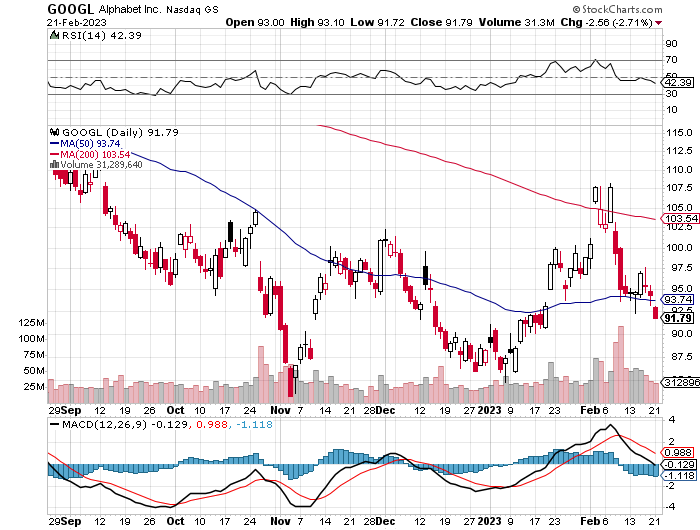 GOOGL Alphabet Inc. Nasdaq GS © StockCharts.com
21-Feb-2023 Open 93.00 High 93.10 Low 91.72 Close 91.79 Volume 31.3M Chg -2.56 (-2.71%)
RSI(14) 42.39
90
70
50
42.39
30
10
GOOGL (Daily) 91.79
MA(50) 93.74
MA(200) 103.54
Volume 31,289,640
115.0
112.5
110.0
107.5
105.0
103.54
102.5
100.0
97.5
95.0
93.74
92.5
91.79
90.0
87.5
85.0
125M
100M
75M
50M
25M
312896
29 Sep 12 19 26 Oct 10 17 24 Nov 7 14 21 28 Dec 12 19 27 2023 9 17 23 Feb 6 13 21
MACD(12,26,9) -0.129, 0.988, -1.118
4
2
0.988
-0.129
-1.118
-2
-4
29 Sep 12 19 26 Oct 10 17 24 Nov 7 14 21 28 Dec 12 19 27 2023 9 17 23 Feb 6 13 21